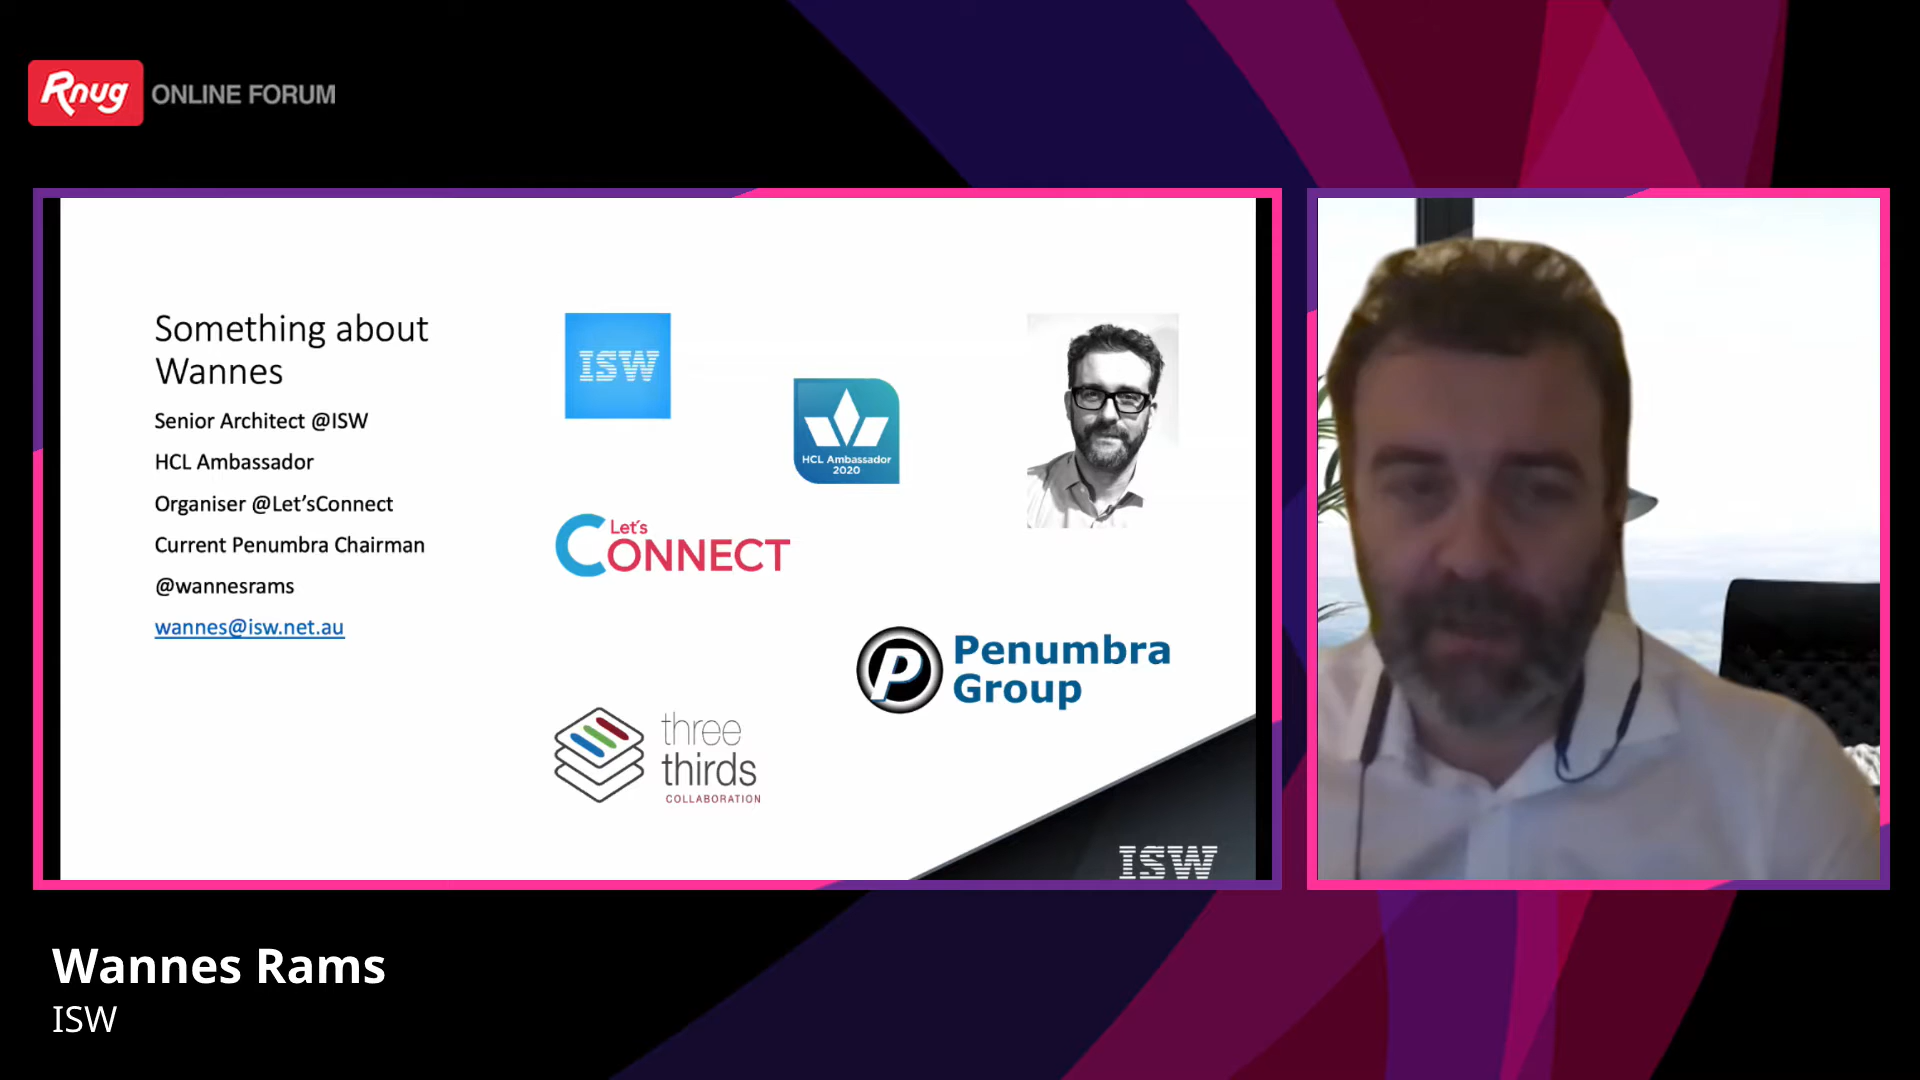 Rnug ONLINE FORUM
Something about
Wannes
Senior Architect @ISW
HCL Ambassador
Organiser @Let'sConnect
Current Penumbra Chairman
@wannesrams
wannes@isw.net.au
ISW
HCL Ambassador
2020
Let's
CONNECT
Penumbra
Group
three
thirds
COLLABORATION
ISW
Wannes Rams
ISW